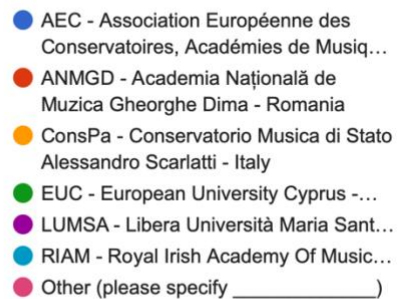 AEC - Association Européenne des
Conservatoires, Académies de Musiq...
ANMGD - Academia Națională de
Muzica Gheorghe Dima - Romania
ConsPa - Conservatorio Musica di Stato
Alessandro Scarlatti - Italy
EUC - European University Cyprus -...
LUMSA - Libera Università Maria Sant...
RIAM - Royal Irish Academy Of Music...
Other (please specify ______________)